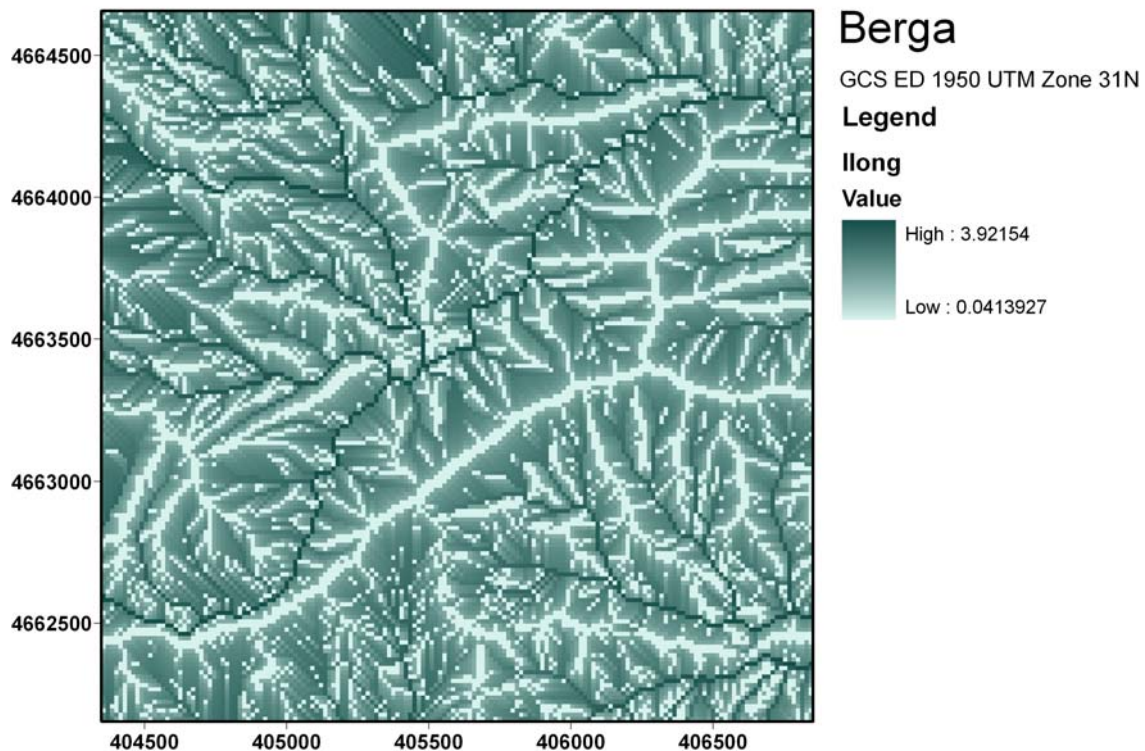 Berga
GCS ED 1950 UTM Zone 31N
Legend
llong
Value
High : 3.92154
Low : 0.0413927
4664500
4664000
4663500
4663000
4662500
404500 405000 405500 406000 406500